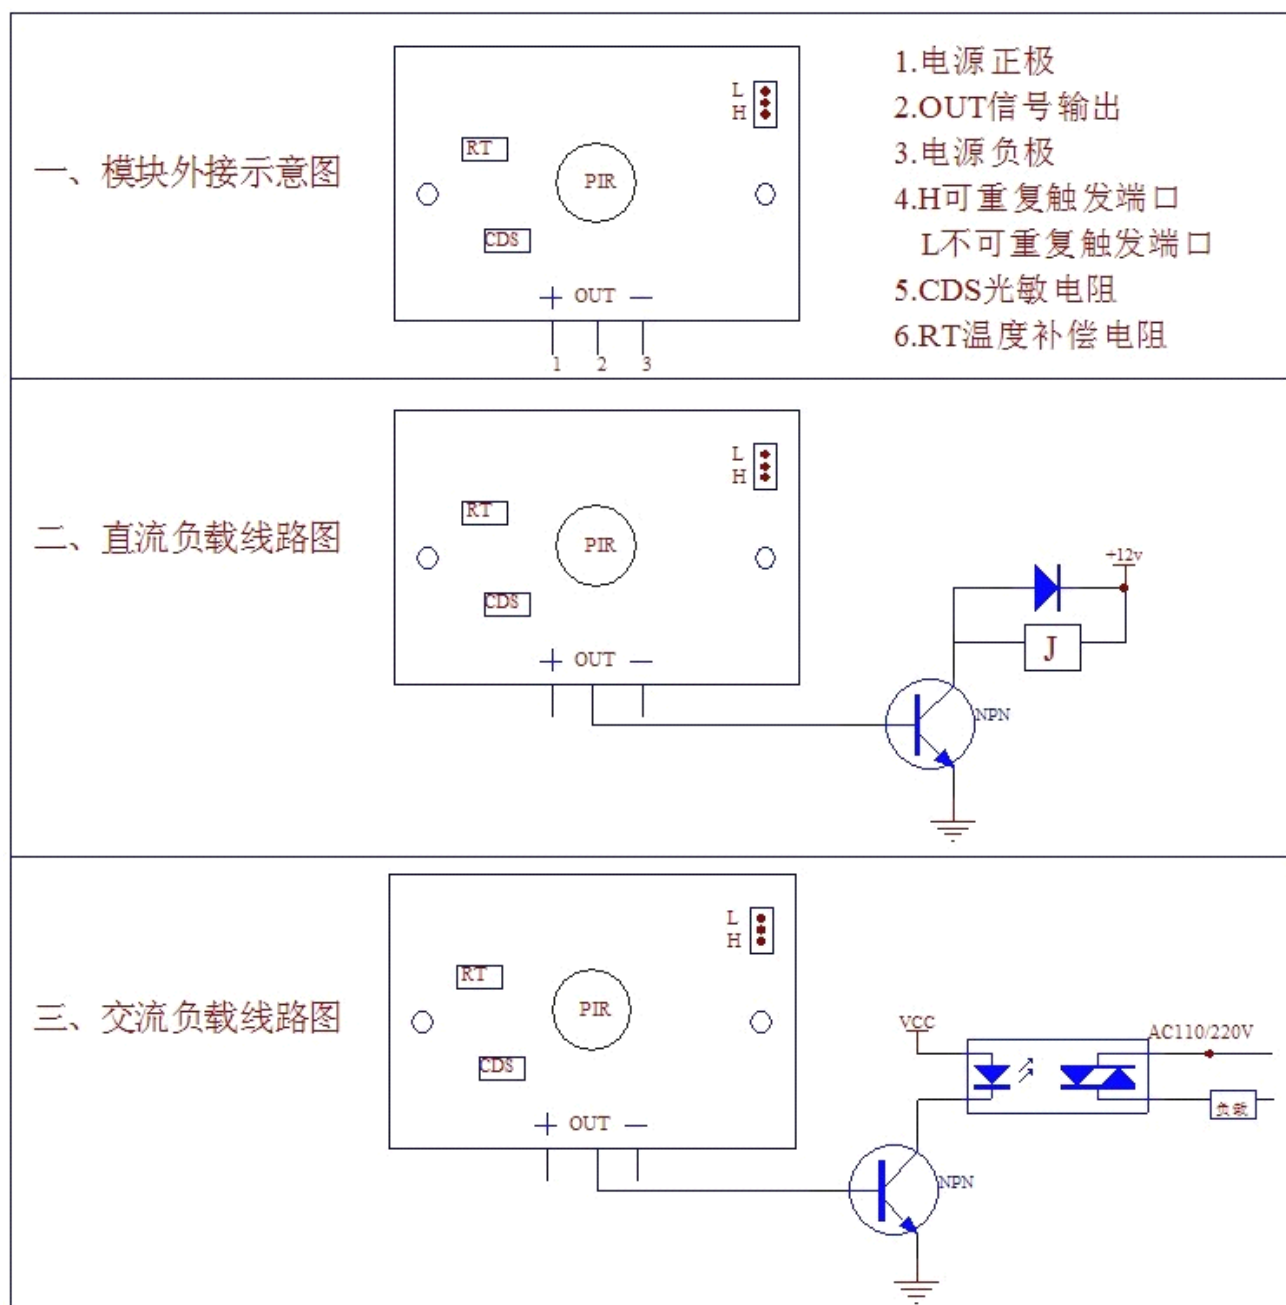 一、模块外接示意图
L
H
RT
PIR
CDS
+ OUT —
1 2 3
1.电源正极
2.OUT信号输出
3.电源负极
4.H可重复触发端口
L不可重复触发端口
5.CDS光敏电阻
6.RT温度补偿电阻
二、直流负载线路图
L
H
RT
PIR
CDS
+ OUT —
+12v
J
NPN
三、交流负载线路图
L
H
RT
PIR
CDS
+ OUT —
VCC
AC110/220V
负载
NPN